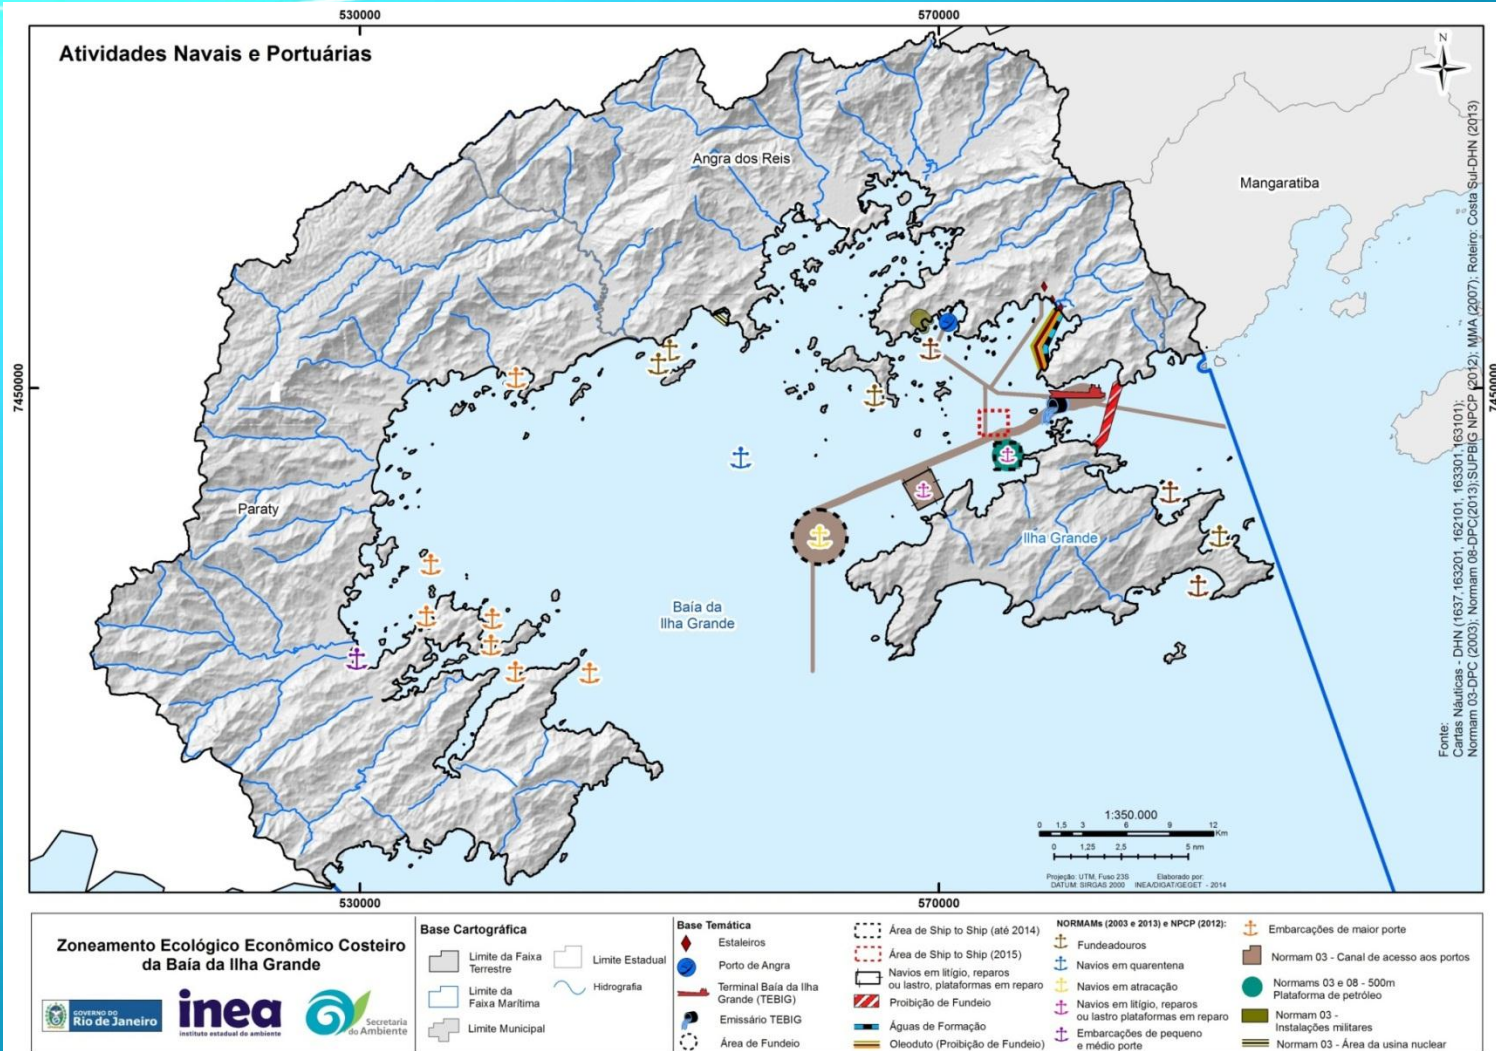 530000
570000
Atividades Navais e Portuárias
N
Angra dos Reis
Mangaratiba
7450000
7450000
Paraty
Ilha Grande
Baía da
Ilha Grande
Fonte:
Cartas Náuticas - DHN (1637,163201, 162101, 163301,163101);
Normam 03-DPC (2003); Normam 08-DPC(2013);SUPBIG NPCP (2012); MMA (2007); Roteiro: Costa Sul-DHN (2013)
1:350.000
0 1,5 3 6 9 12
Km
0 1,25 2,5 5 nm
Projeção: UTM, Fuso 23S
DATUM: SIRGAS 2000
Elaborado por:
INEA/DIGAT/GEGET - 2014
530000
570000
Zoneamento Ecológico Econômico Costeiro
da Baía da Ilha Grande
GOVERNO DO
Rio de Janeiro
inea
instituto estadual do ambiente
Secretaria
do Ambiente
Base Cartográfica
Limite da Faixa
Terrestre
Limite da
Faixa Marítima
Limite Municipal
Limite Estadual
Hidrografia
Base Temática
Estaleiros
Porto de Angra
Terminal Baía da Ilha
Grande (TEBIG)
Emissário TEBIG
Área de Fundeio
Área de Ship to Ship (até 2014)
Área de Ship to Ship (2015)
Navios em litígio, reparos
ou lastro, plataformas em reparo
Proibição de Fundeio
Águas de Formação
Oleoduto (Proibição de Fundeio)
NORMAMs (2003 e 2013) e NPCP (2012):
Fundeadouros
Navios em quarentena
Navios em atracação
Navios em litígio, reparos
ou lastro plataformas em reparo
Embarcações de pequeno
e médio porte
Embarcações de maior porte
Normam 03 - Canal de acesso aos portos
Normams 03 e 08 - 500m
Plataforma de petróleo
Normam 03 -
Instalações militares
Normam 03 - Área da usina nuclear